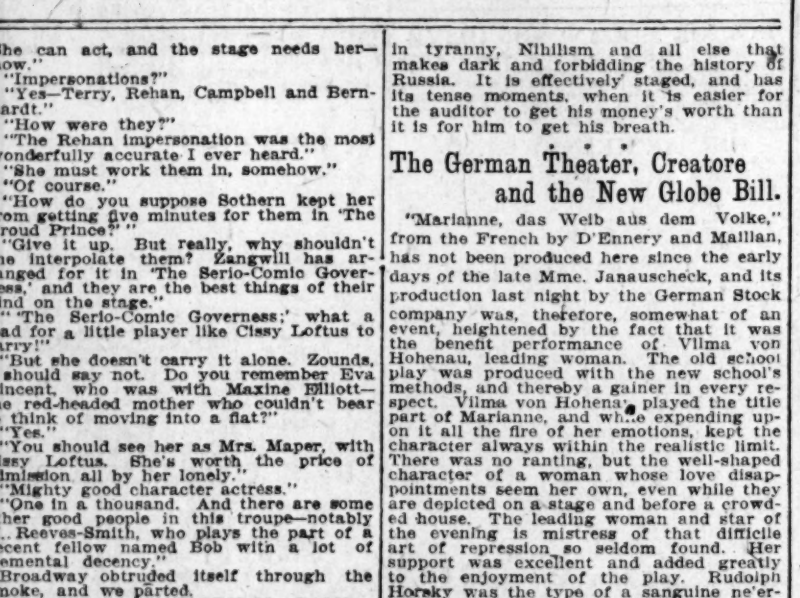 he can act, and the stage needs her—
ow."
"Impersonations?"
"Yes—Terry, Rehan, Campbell and Bern-
ardt."
"How were they?"
"The Rehan impersonation was the most
onderfully accurate I ever heard."
"She must work them in, somehow."
"Of course."
"How do you suppose Sothern kept her
rom getting five minutes for them in 'The
roud Prince?'"
"Give it up. But really, why shouldn't
he interpolate them? Zangwill has ar-
anged for it in 'The Serio-Comic Gover-
ess,' and they are the best things of their
ind on the stage."
"'The Serio-Comic Governess;' what a
ad for a little player like Cissy Loftus to
arry!"
"But she doesn't carry it alone. Zounds,
should say not. Do you remember Eva
incent, who was with Maxine Elliott—
e red-headed mother who couldn't bear
think of moving into a flat?"
"Yes."
"You should see her as Mrs. Maper, with
issy Loftus. She's worth the price of
dmission all by her lonely."
"Mighty good character actress."
"One in a thousand. And there are some
her good people in this troupe—notably
. Reeves-Smith, who plays the part of a
ecent fellow named Bob with a lot of
emental decency."
Broadway obtruded itself through the
moke, and we parted.
in tyranny, Nihilism and all else that
makes dark and forbidding the history of
Russia. It is effectively staged, and has
its tense moments, when it is easier for
the auditor to get his money's worth than
it is for him to get his breath.
The German Theater, Creatore
and the New Globe Bill.
"Marianne, das Weib aus dem Volke,"
from the French by D'Ennery and Mallian,
has not been produced here since the early
days of the late Mme. Janauscheck, and its
production last night by the German Stock
company was, therefore, somewhat of an
event, heightened by the fact that it was
the benefit performance of Vilma von
Hohenau, leading woman. The old school
play was produced with the new school's
methods, and thereby a gainer in every re-
spect. Vilma von Hohenau played the title
part of Marianne, and while expending up-
on it all the fire of her emotions, kept the
character always within the realistic limit.
There was no ranting, but the well-shaped
character of a woman whose love disap-
pointments seem her own, even while they
are depicted on a stage and before a crowd-
ed house. The leading woman and star of
the evening is mistress of that difficile
art of repression so seldom found. Her
support was excellent and added greatly
to the enjoyment of the play. Rudolph
Horsky was the type of a sanguine ne'er-